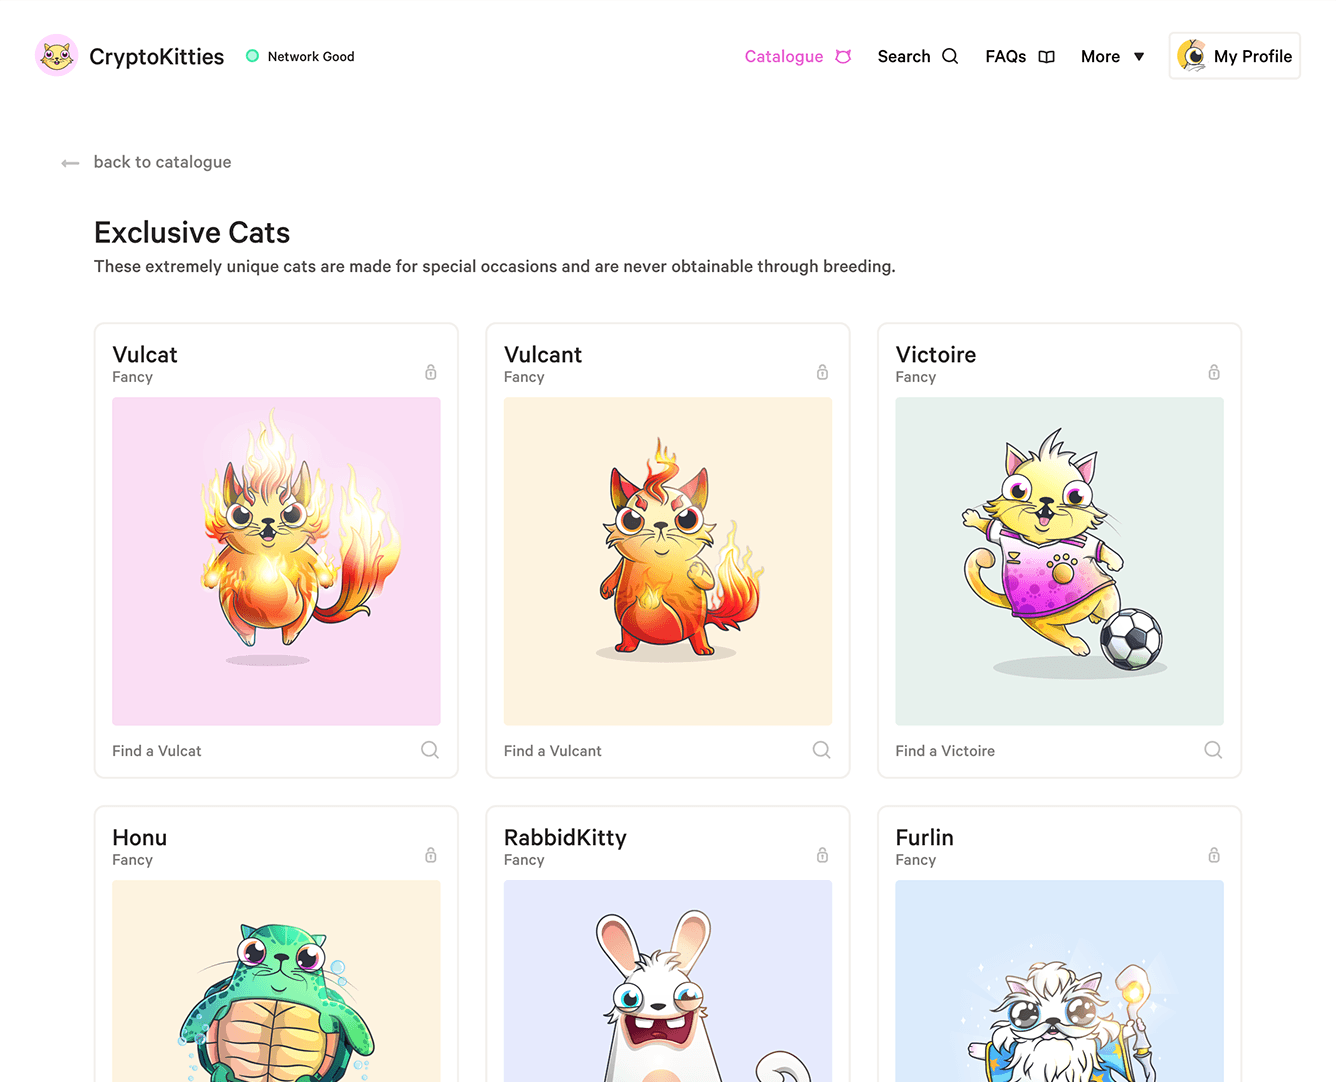 CryptoKitties
Network Good
Catalogue
Search
FAQs
More
My Profile
back to catalogue
Exclusive Cats
These extremely unique cats are made for special occasions and are never obtainable through breeding.
Vulcat
Fancy
Find a Vulcat
Vulcant
Fancy
Find a Vulcant
Victoire
Fancy
Find a Victoire
Honu
Fancy
RabbidKitty
Fancy
Furlin
Fancy